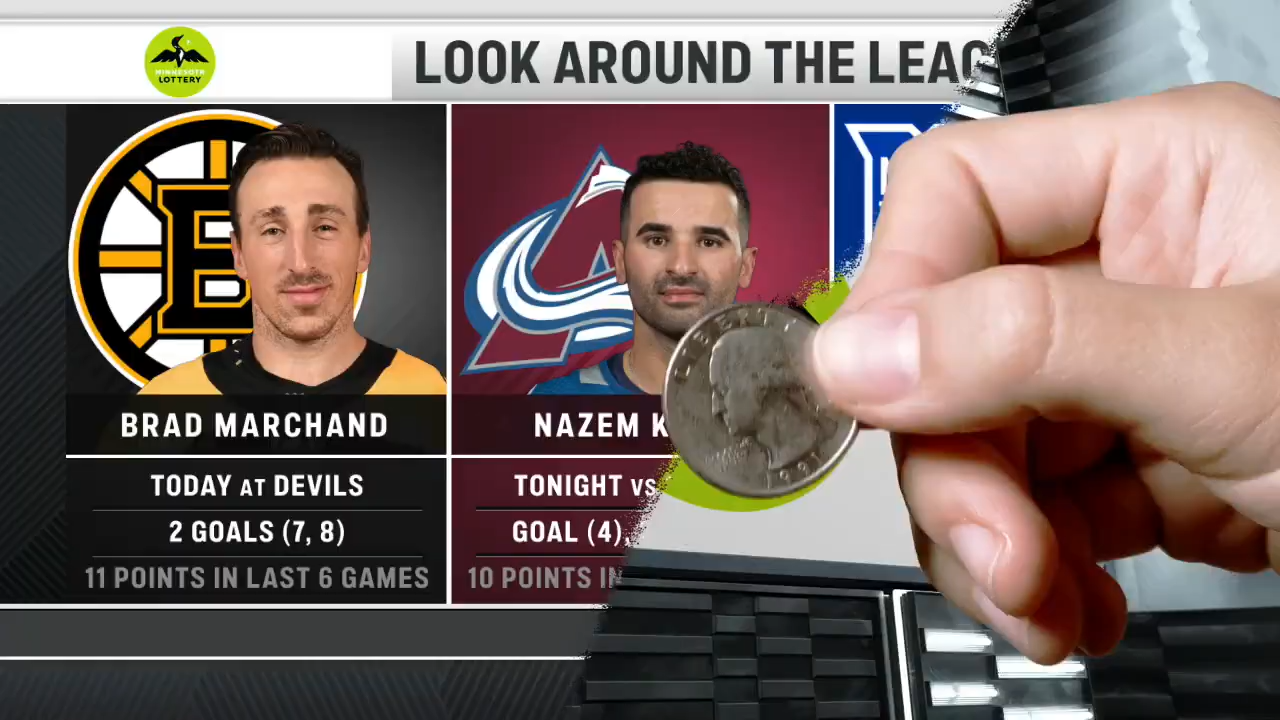 MINNESOTA
LOTTERY
LOOK AROUND THE LEAG
BRAD MARCHAND
TODAY AT DEVILS
2 GOALS (7, 8)
11 POINTS IN LAST 6 GAMES
NAZEM K
TONIGHT VS
GOAL (4),
10 POINTS IN
LIBERTY
1991